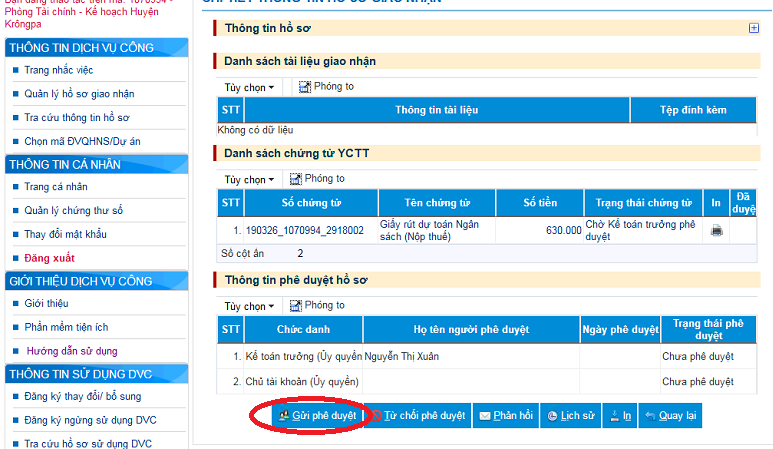 Bạn đang thao tác trên mã: 1070994 -
Phòng Tài chính - Kế hoạch Huyện
Krôngpa
THÔNG TIN DỊCH VỤ CÔNG
Trang nhắc việc
Quản lý hồ sơ giao nhận
Tra cứu thông tin hồ sơ
Chọn mã ĐVQHNS/Dự án
THÔNG TIN CÁ NHÂN
Trang cá nhân
Quản lý chứng thư số
Thay đổi mật khẩu
Đăng xuất
GIỚI THIỆU DỊCH VỤ CÔNG
Giới thiệu
Phần mềm tiện ích
Hướng dẫn sử dụng
THÔNG TIN SỬ DỤNG DVC
Đăng ký thay đổi/ bổ sung
Đăng ký ngừng sử dụng DVC
Tra cứu hồ sơ sử dụng DVC
CHI TIẾT THÔNG TIN HỒ SƠ GIAO NHẬN
Thông tin hồ sơ
Danh sách tài liệu giao nhận
Tùy chọn Phóng to
STT Thông tin tài liệu Tệp đính kèm
Không có dữ liệu
Danh sách chứng từ YCTT
Tùy chọn Phóng to
STT Số chứng từ Tên chứng từ Số tiền Trạng thái chứng từ In Đã duyệ
1. 190326_1070994_2918002 Giấy rút dự toán Ngân sách (Nộp thuế) 630.000 Chờ Kế toán trưởng phê duyệt
Số cột ẩn 2
Thông tin phê duyệt hồ sơ
Tùy chọn Phóng to
STT Chức danh Họ tên người phê duyệt Ngày phê duyệt Trạng thái phê duyệt
1. Kế toán trưởng (Ủy quyền Nguyễn Thị Xuân Chưa phê duyệt
2. Chủ tài khoản (Ủy quyền) Chưa phê duyệt
Gửi phê duyệt Từ chối phê duyệt Phản hồi Lịch sử In Quay lại